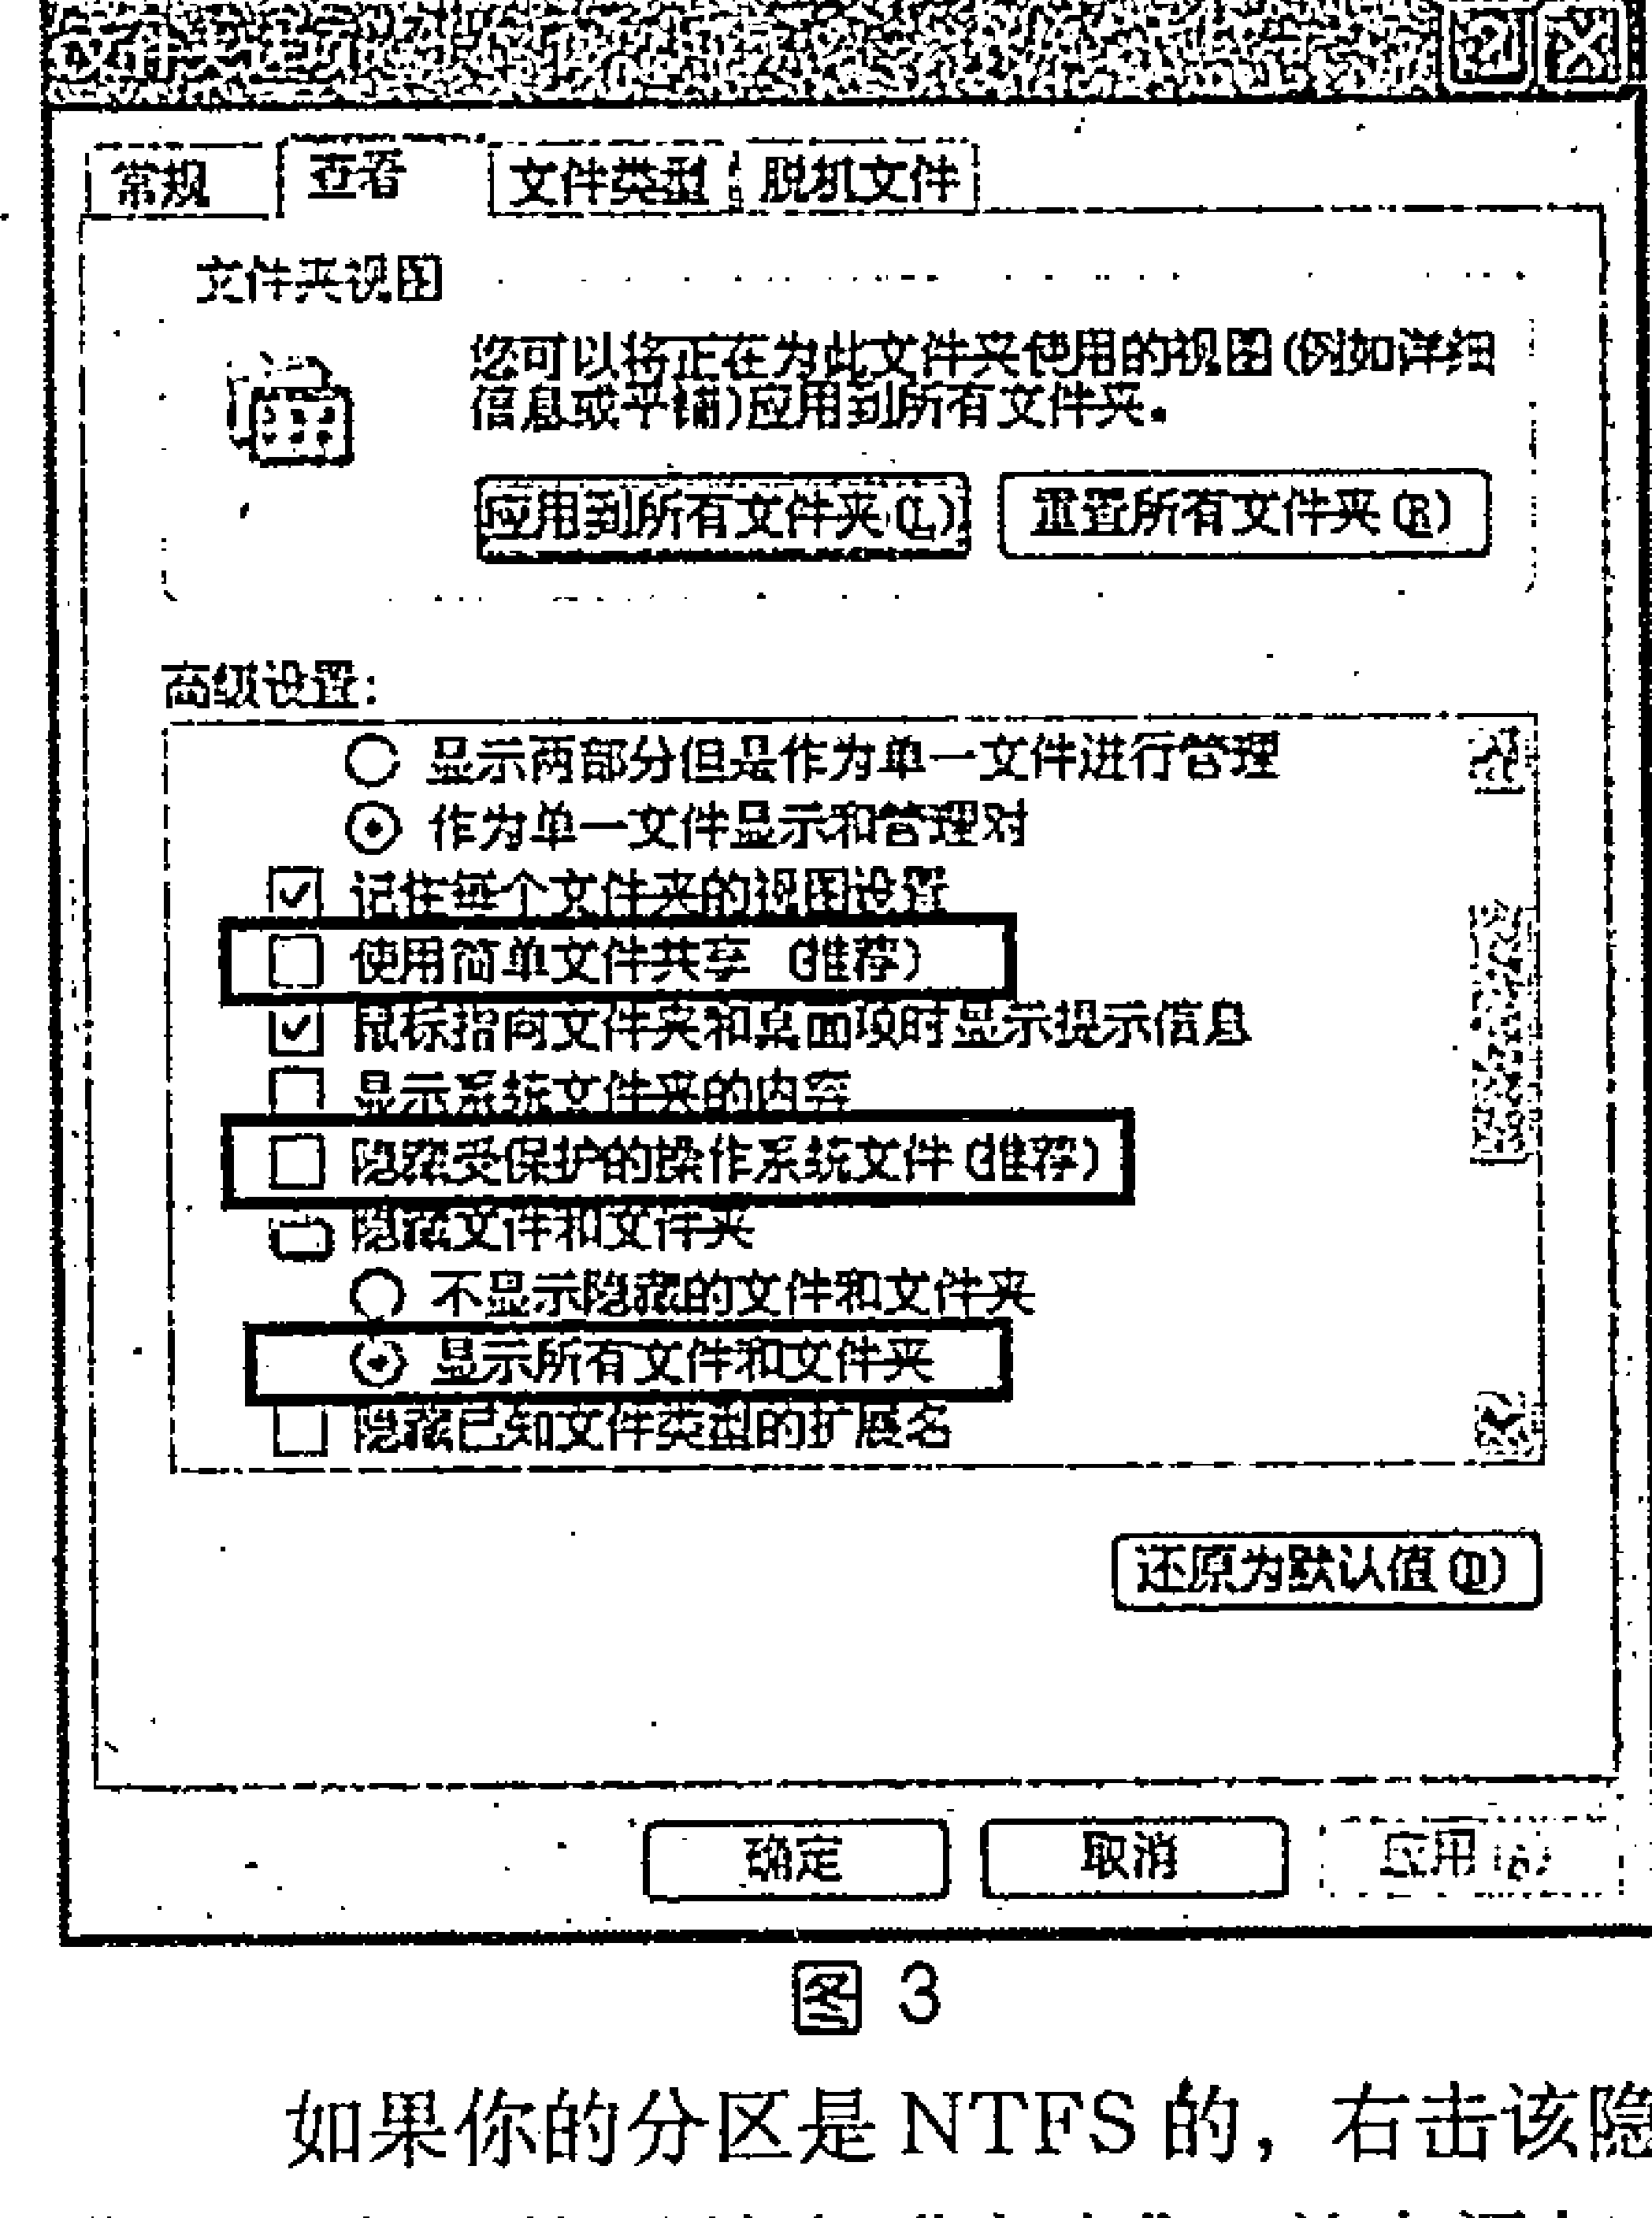 文件夹选项
常规 查看 文件类型 脱机文件
文件夹视图
您可以将正在为此文件夹使用的视图(例如详细
信息或平铺)应用到所有文件夹。
应用到所有文件夹(L) 重置所有文件夹(R)
高级设置:
显示两部分但是作为单一文件进行管理
作为单一文件显示和管理对
记住每个文件夹的视图设置
使用简单文件共享 (推荐)
鼠标指向文件夹和桌面项时显示提示信息
显示系统文件夹的内容
隐藏受保护的操作系统文件(推荐)
隐藏文件和文件夹
不显示隐藏的文件和文件夹
显示所有文件和文件夹
隐藏已知文件类型的扩展名
还原为默认值(D)
确定 取消 应用(A)
图 3
如果你的分区是 NTFS 的，右击该隐